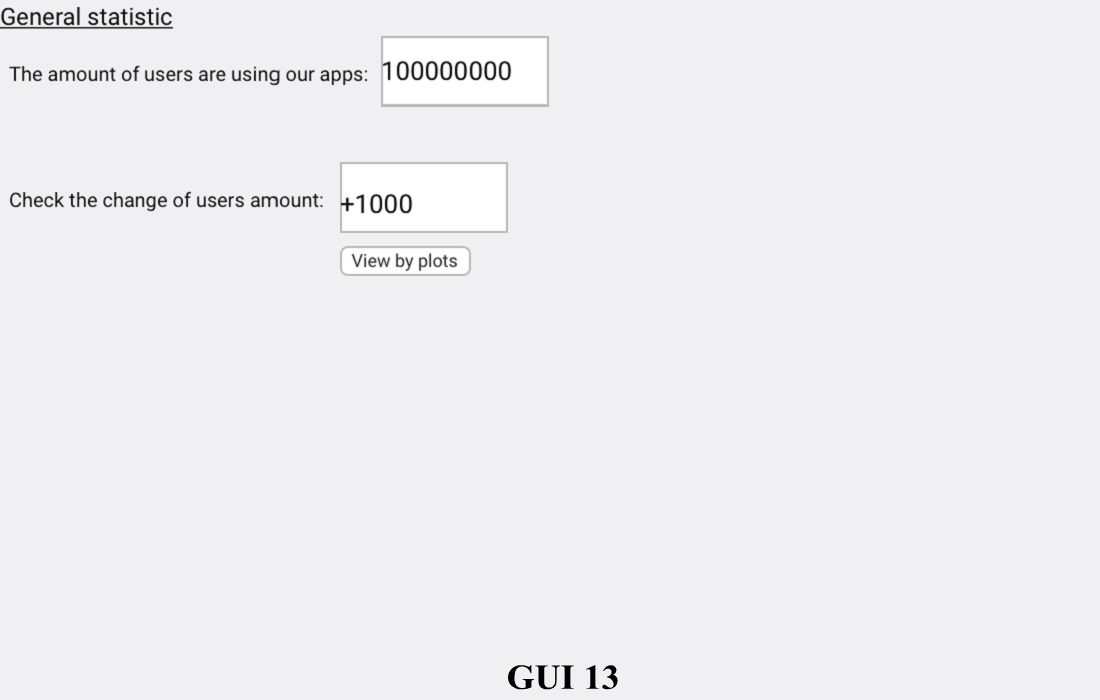 General statistic
The amount of users are using our apps: 100000000
Check the change of users amount: +1000
View by plots
GUI 13